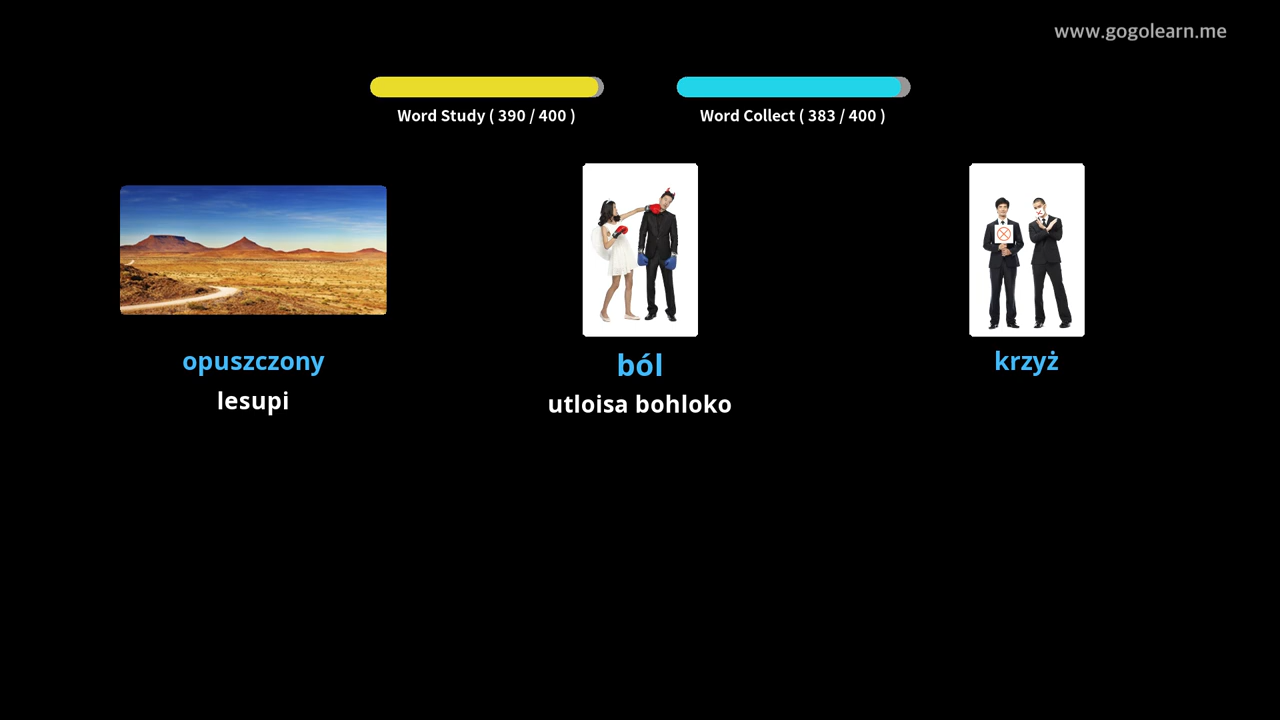 www.gogolearn.me
Word Study ( 390 / 400 )
Word Collect ( 383 / 400 )
opuszczony
lesupi
ból
utloisa bohloko
krzyż